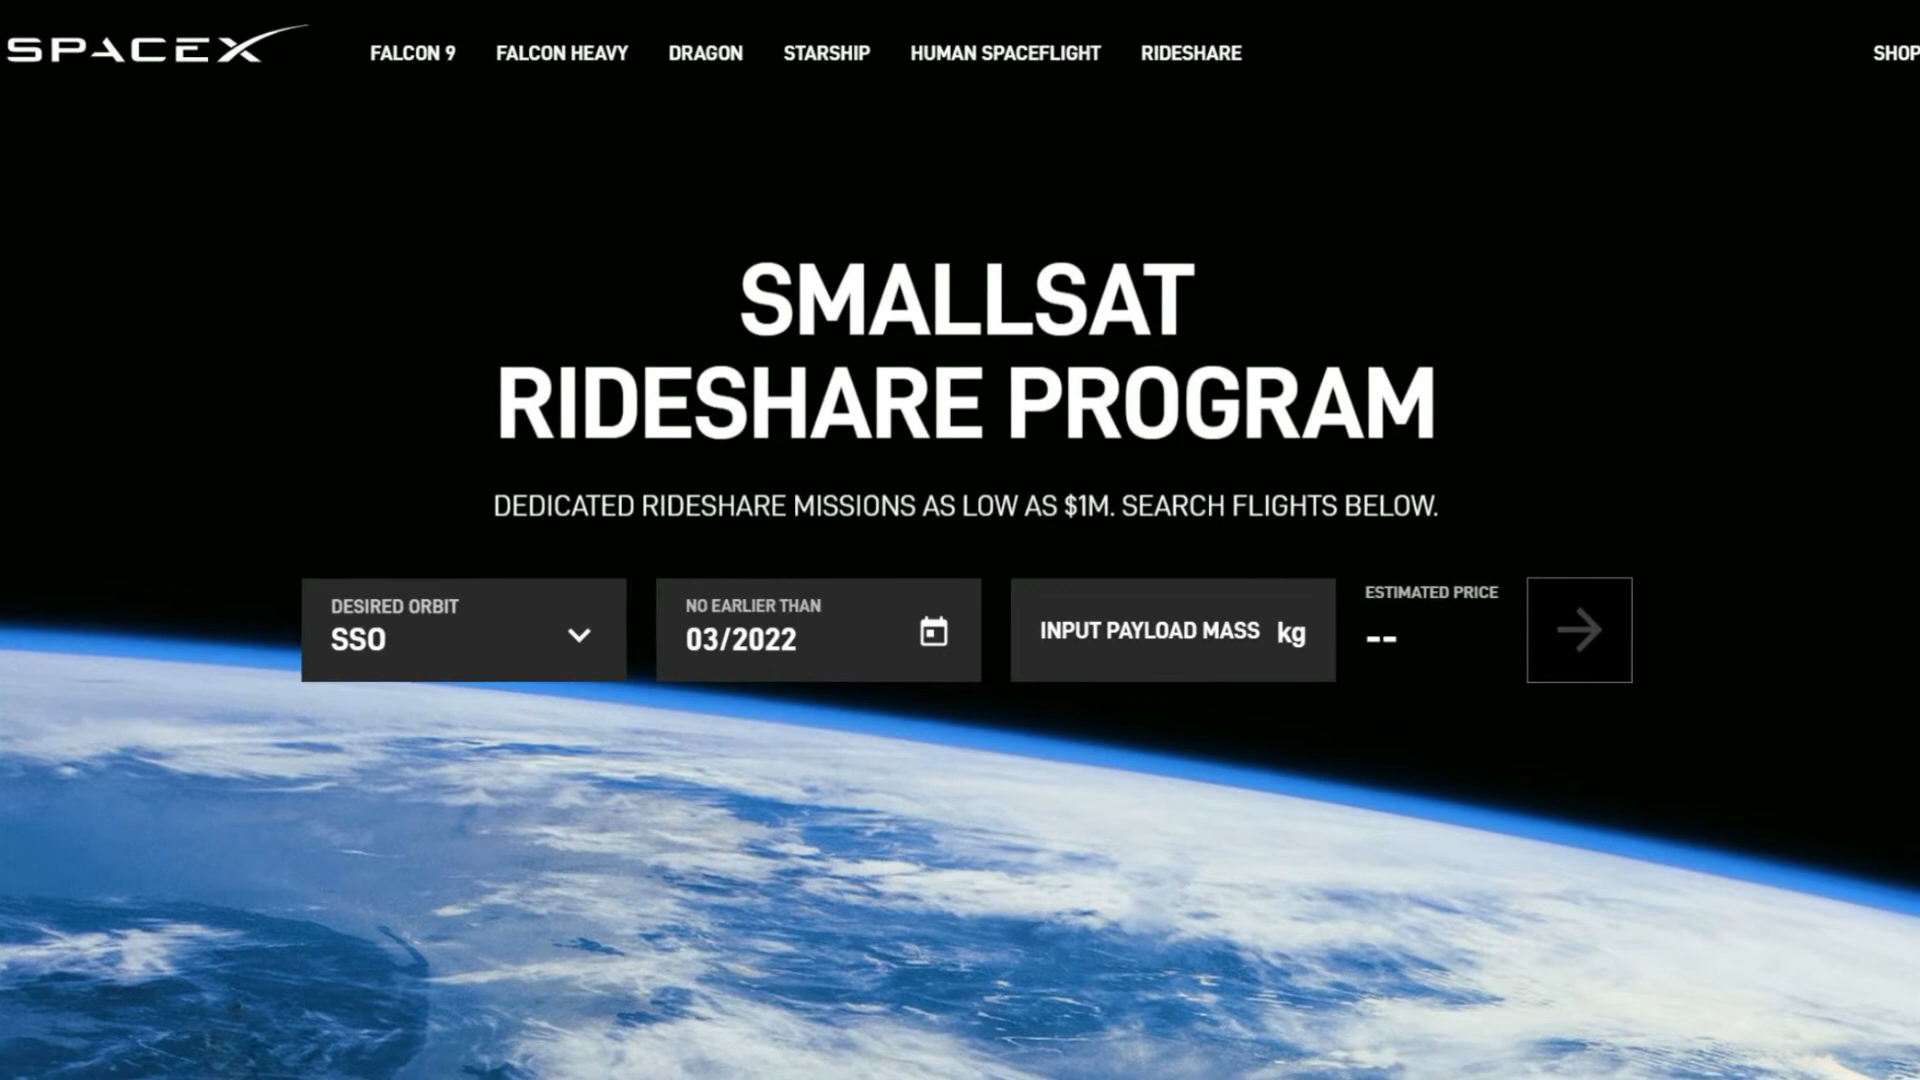 SPACEX
FALCON 9
FALCON HEAVY
DRAGON
STARSHIP
HUMAN SPACEFLIGHT
RIDESHARE
SHOP
SMALLSAT
RIDESHARE PROGRAM
DEDICATED RIDESHARE MISSIONS AS LOW AS $1M. SEARCH FLIGHTS BELOW.
DESIRED ORBIT
SSO
NO EARLIER THAN
03/2022
INPUT PAYLOAD MASS kg
ESTIMATED PRICE
--